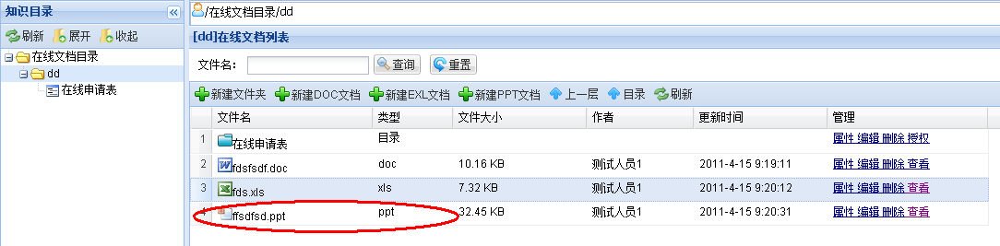 知识目录
刷新 展开 收起
在线文档目录
dd
在线申请表
/在线文档目录/dd
[dd]在线文档列表
文件名: 查询 重置
新建文件夹 新建DOC文档 新建EXL文档 新建PPT文档 上一层 目录 刷新
文件名 类型 文件大小 作者 更新时间 管理
1 在线申请表 目录 属性 编辑 删除 授权
2 fdsfsdf.doc doc 10.16 KB 测试人员1 2011-4-15 9:19:11 属性 编辑 删除 查看
3 fds.xls xls 7.32 KB 测试人员1 2011-4-15 9:20:12 属性 编辑 删除 查看
4 ffsdfsd.ppt ppt 32.45 KB 测试人员1 2011-4-15 9:20:31 属性 编辑 删除 查看